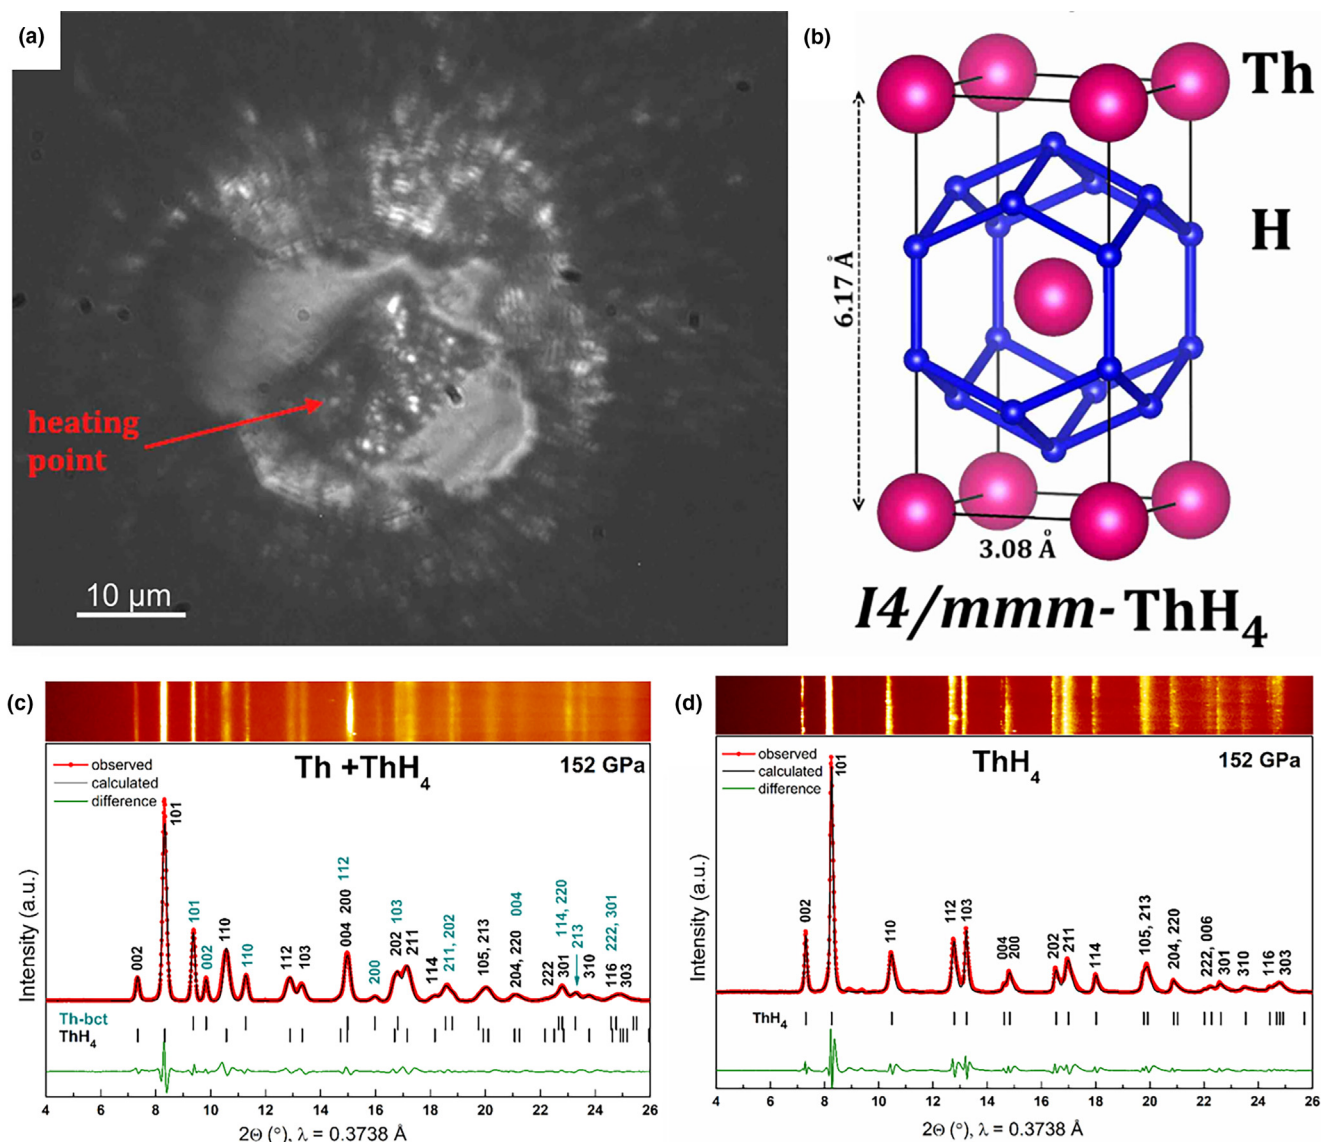 (a)
heating
point
10 µm
(b)
Th
H
6.17 Å
3.08 Å
I4/mmm- ThH₄
(c)
observed
calculated
difference
Th +ThH₄
152 GPa
Intensity (a.u.)
002
101
101
002
110
110
112
103
004 200 112
200
202 103
211
114
211, 202
105, 213
204, 220 004
222
301 114, 220
213
310
116 222, 301
303
Th-bct
ThH₄
4 6 8 10 12 14 16 18 20 22 24 26
2Θ (°), λ = 0.3738 Å
(d)
observed
calculated
difference
ThH₄
152 GPa
Intensity (a.u.)
002
101
110
112
103
004
200
202
211
114
105, 213
204, 220
222, 006
301
310
116
303
ThH₄
4 6 8 10 12 14 16 18 20 22 24 26
2Θ (°), λ = 0.3738 Å